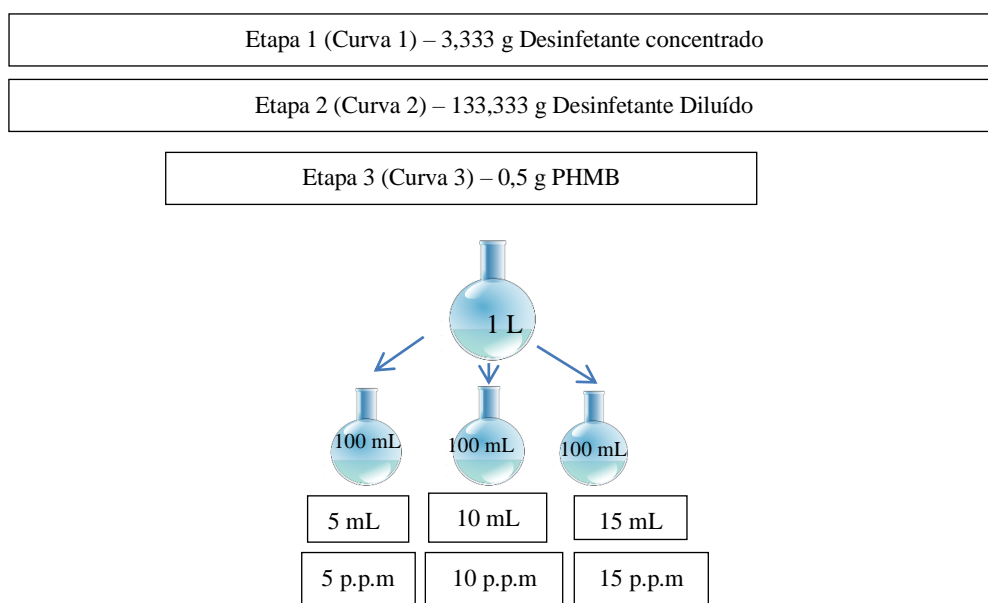 Etapa 1 (Curva 1) – 3,333 g Desinfetante concentrado
Etapa 2 (Curva 2) – 133,333 g Desinfetante Diluído
Etapa 3 (Curva 3) – 0,5 g PHMB
1 L
100 mL 100 mL 100 mL
5 mL 10 mL 15 mL
5 p.p.m 10 p.p.m 15 p.p.m